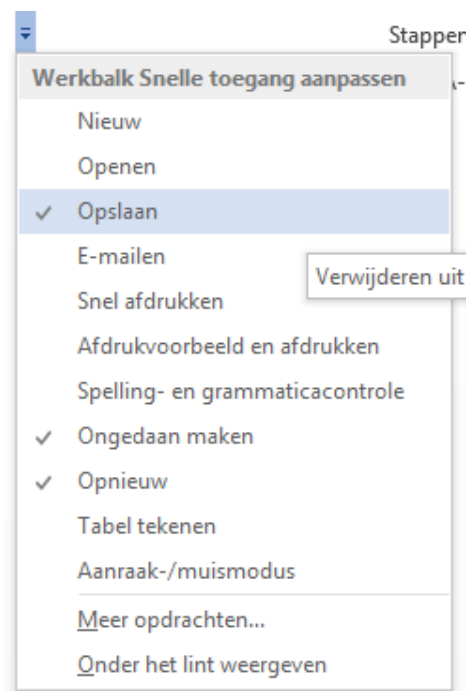 Stappen
Werkbalk Snelle toegang aanpassen
Nieuw
Openen
Opslaan
E-mailen
Verwijderen uit
Snel afdrukken
Afdrukvoorbeeld en afdrukken
Spelling- en grammaticacontrole
Ongedaan maken
Opnieuw
Tabel tekenen
Aanraak-/muismodus
Meer opdrachten...
Onder het lint weergeven